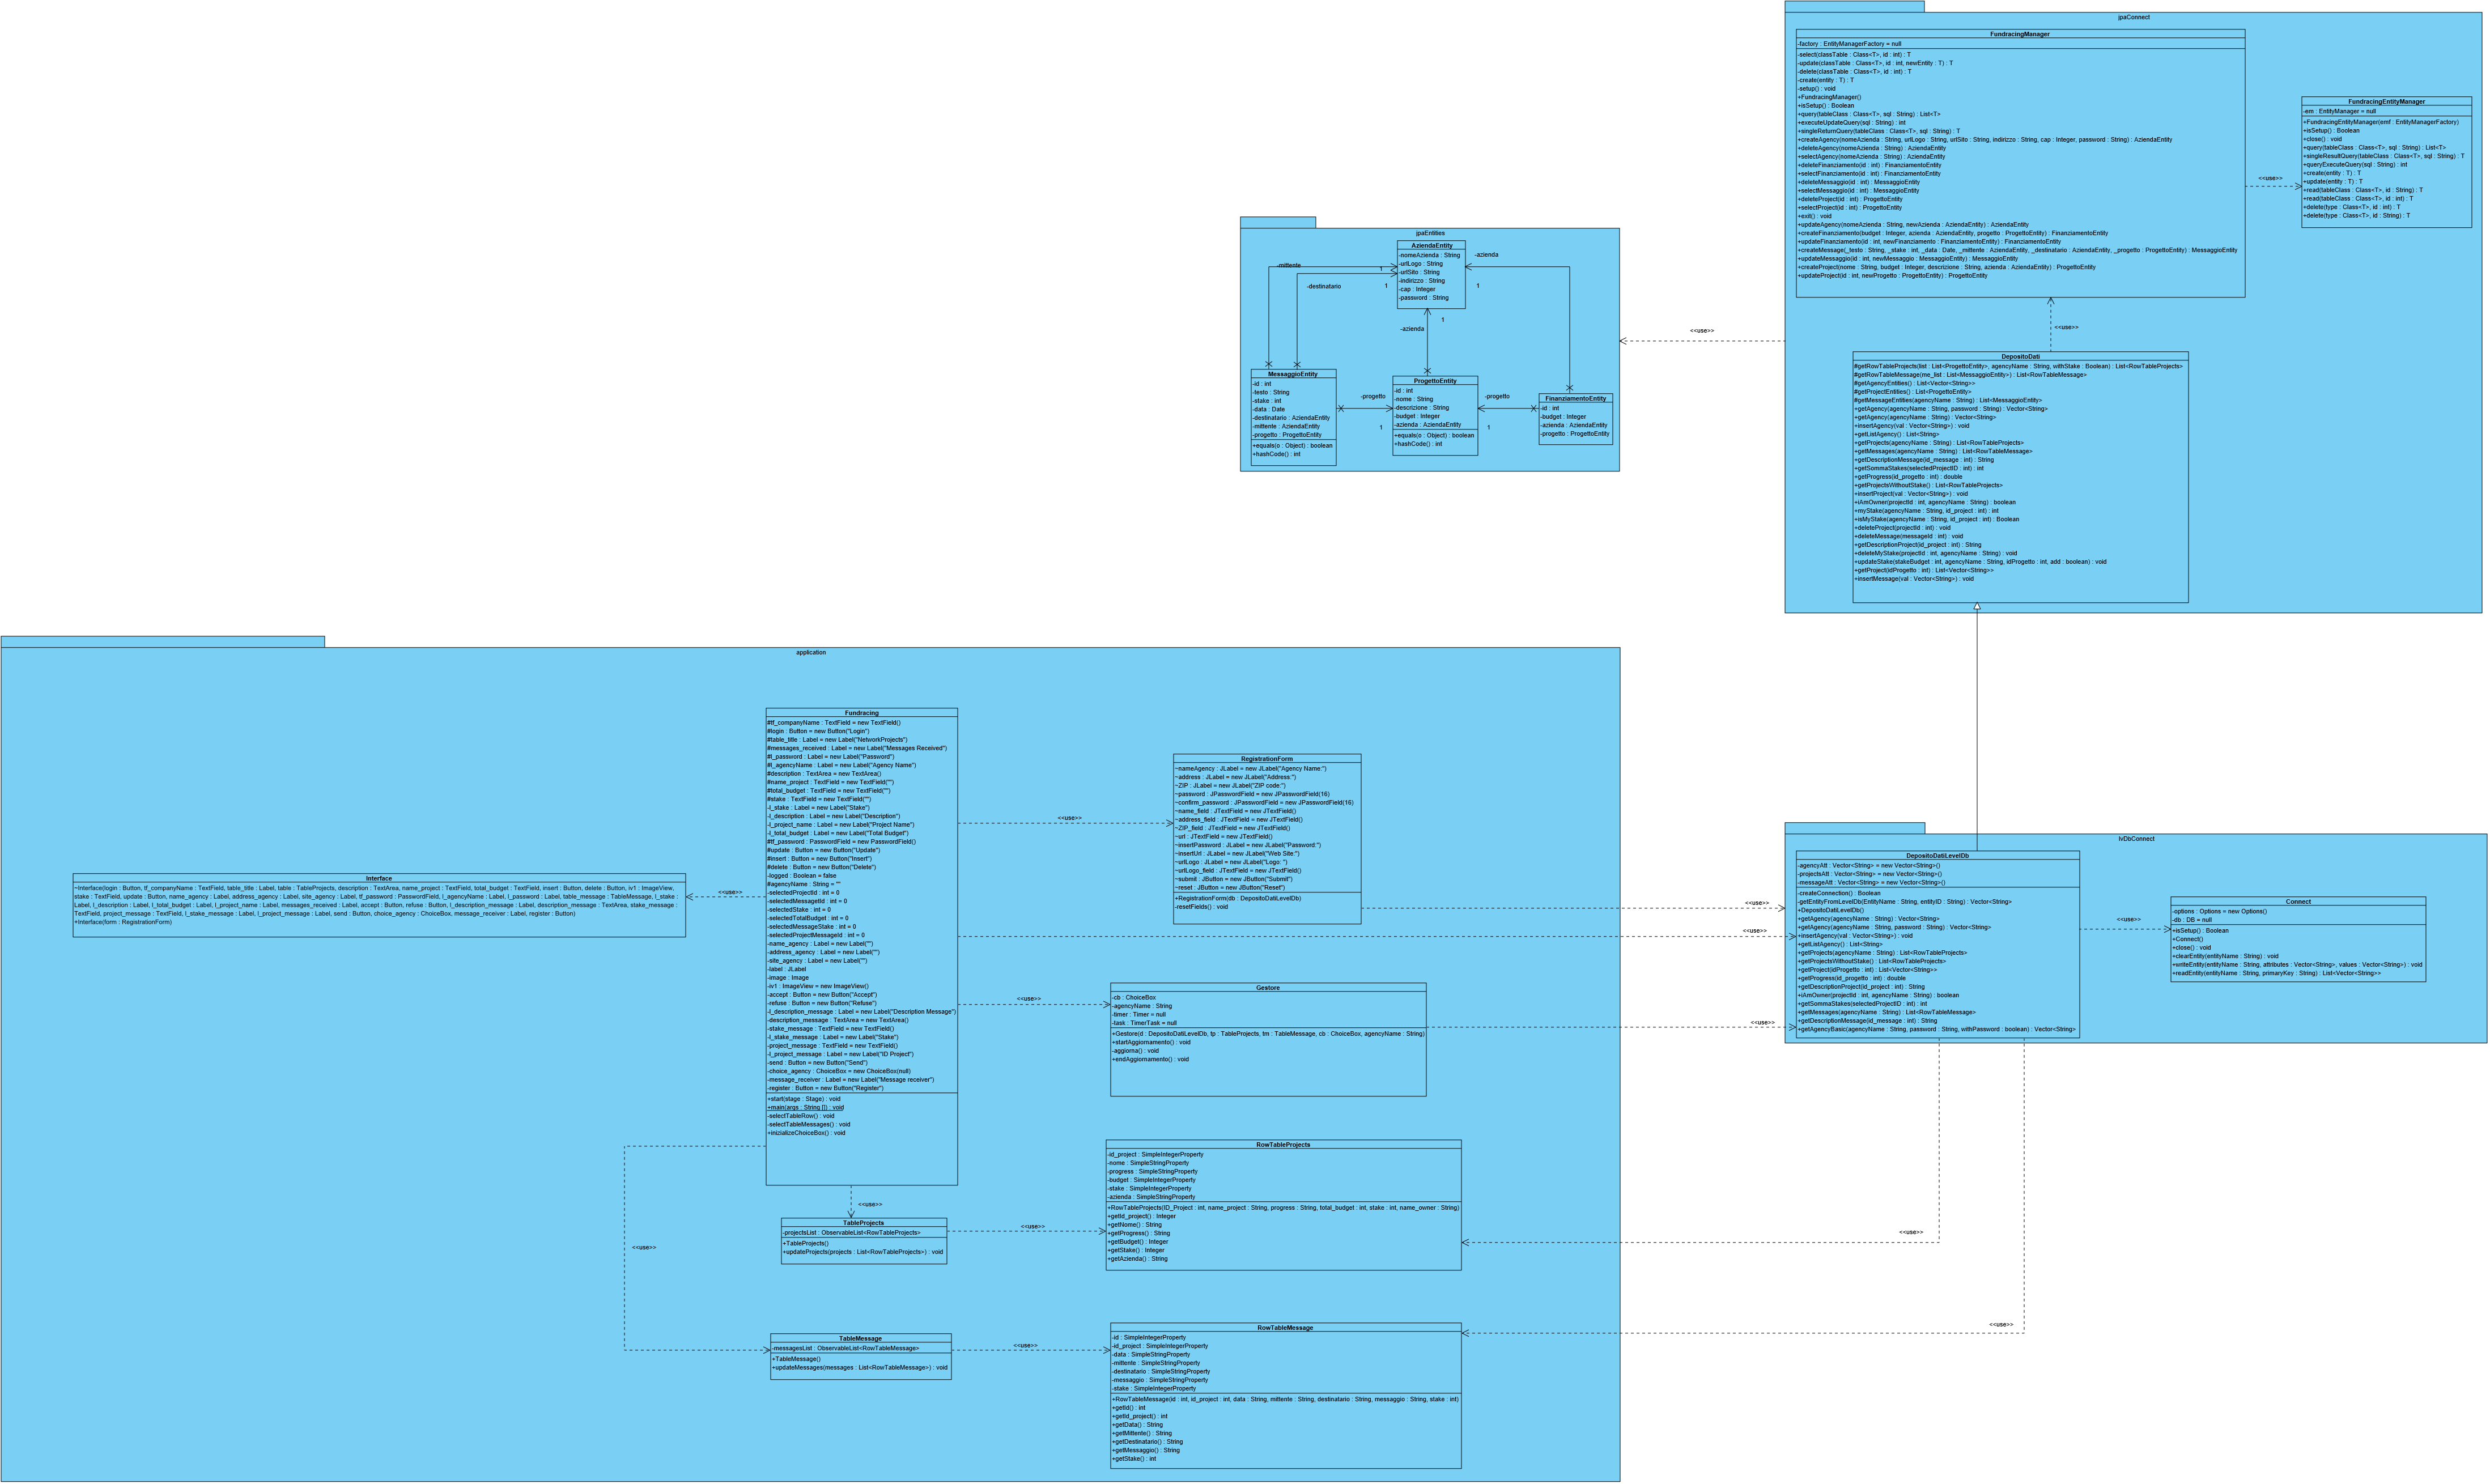 jpaConnect
FundracingManager
-factory : EntityManagerFactory = null
-select(classTable : Class<T>, id : int) : T
-update(classTable : Class<T>, id : int, newEntity : T) : T
-delete(classTable : Class<T>, id : int) : T
-create(entity : T) : T
-setup() : void
+FundracingManager()
+isSetup() : Boolean
+query(tableClass : Class<T>, sql : String) : List<T>
+executeUpdateQuery(sql : String) : int
+singleReturnQuery(tableClass : Class<T>, sql : String) : T
+createAgency(nomeAzienda : String, urlLogo : String, urlSito : String, indirizzo : String, cap : Integer, password : String) : AziendaEntity
+deleteAgency(nomeAzienda : String) : AziendaEntity
+selectAgency(nomeAzienda : String) : AziendaEntity
+deleteFinanziamento(id : int) : FinanziamentoEntity
+selectFinanziamento(id : int) : FinanziamentoEntity
+deleteMessaggio(id : int) : MessaggioEntity
+selectMessaggio(id : int) : MessaggioEntity
+deleteProject(id : int) : ProgettoEntity
+selectProject(id : int) : ProgettoEntity
+exit() : void
+updateAgency(nomeAzienda : String, newAzienda : AziendaEntity) : AziendaEntity
+createFinanziamento(budget : Integer, azienda : AziendaEntity, progetto : ProgettoEntity) : FinanziamentoEntity
+updateFinanziamento(id : int, newFinanziamento : FinanziamentoEntity) : FinanziamentoEntity
+createMessage(_testo : String, _stake : int, _data : Date, _mittente : AziendaEntity, _destinatario : AziendaEntity, _progetto : ProgettoEntity) : MessaggioEntity
+updateMessaggio(id : int, newMessaggio : MessaggioEntity) : MessaggioEntity
+createProject(nome : String, budget : Integer, descrizione : String, azienda : AziendaEntity) : ProgettoEntity
+updateProject(id : int, newProgetto : ProgettoEntity) : ProgettoEntity
<<use>>
FundracingEntityManager
-em : EntityManager = null
+FundracingEntityManager(emf : EntityManagerFactory)
+isSetup() : Boolean
+close() : void
+query(tableClass : Class<T>, sql : String) : List<T>
+singleResultQuery(tableClass : Class<T>, sql : String) : T
+queryExecuteQuery(sql : String) : int
+create(entity : T) : T
+update(entity : T) : T
+read(tableClass : Class<T>, id : String) : T
+read(tableClass : Class<T>, id : int) : T
+delete(type : Class<T>, id : int) : T
+delete(type : Class<T>, id : String) : T
<<use>>
DepositoDati
#getRowTableProjects(list : List<ProgettoEntity>, agencyName : String, withStake : Boolean) : List<RowTableProjects>
#getRowTableMessage(me_list : List<MessaggioEntity>) : List<RowTableMessage>
#getAgencyEntities() : List<Vector<String>>
#getProjectEntities() : List<ProgettoEntity>
#getMessageEntities(agencyName : String) : List<MessaggioEntity>
+getAgency(agencyName : String, password : String) : Vector<String>
+getAgency(agencyName : String) : Vector<String>
+insertAgency(val : Vector<String>) : void
+getListAgency() : List<String>
+getProjects(agencyName : String) : List<RowTableProjects>
+getMessages(agencyName : String) : List<RowTableMessage>
+getDescriptionMessage(id_message : int) : String
+getSommaStakes(selectedProjectID : int) : int
+getProgress(id_progetto : int) : double
+getProjectsWithoutStake() : List<RowTableProjects>
+insertProject(val : Vector<String>) : void
+iAmOwner(projectId : int, agencyName : String) : boolean
+myStake(agencyName : String, id_project : int) : int
+isMyStake(agencyName : String, id_project : int) : Boolean
+deleteProject(projectId : int) : void
+deleteMessage(messageId : int) : void
+getDescriptionProject(id_project : int) : String
+deleteMyStake(projectId : int, agencyName : String) : void
+updateStake(stakeBudget : int, agencyName : String, idProgetto : int, add : boolean) : void
+getProject(idProgetto : int) : List<Vector<String>>
+insertMessage(val : Vector<String>) : void
<<use>>
jpaEntities
AziendaEntity
-nomeAzienda : String
-urlLogo : String
-urlSito : String
-indirizzo : String
-cap : Integer
-password : String
-mittente
1
-destinatario
1
-azienda
1
-azienda
1
MessaggioEntity
-id : int
-testo : String
-stake : int
-data : Date
-destinatario : AziendaEntity
-mittente : AziendaEntity
-progetto : ProgettoEntity
+equals(o : Object) : boolean
+hashCode() : int
-progetto
1
ProgettoEntity
-id : int
-nome : String
-descrizione : String
-budget : Integer
-azienda : AziendaEntity
+equals(o : Object) : boolean
+hashCode() : int
-progetto
1
FinanziamentoEntity
-id : int
-budget : Integer
-azienda : AziendaEntity
-progetto : ProgettoEntity
application
Interface
~Interface(login : Button, tf_companyName : TextField, table_title : Label, table : TableProjects, description : TextArea, name_project : TextField, total_budget : TextField, insert : Button, delete : Button, iv1 : ImageView,
stake : TextField, update : Button, name_agency : Label, address_agency : Label, site_agency : Label, tf_password : PasswordField, l_agencyName : Label, l_password : Label, table_message : TableMessage, l_stake :
Label, l_description : Label, l_total_budget : Label, l_project_name : Label, messages_received : Label, accept : Button, refuse : Button, l_description_message : Label, description_message : TextArea, stake_message :
TextField, project_message : TextField, l_stake_message : Label, l_project_message : Label, send : Button, choice_agency : ChoiceBox, message_receiver : Label, register : Button)
+Interface(form : RegistrationForm)
<<use>>
Fundracing
#tf_companyName : TextField = new TextField()
#login : Button = new Button("Login")
#table_title : Label = new Label("NetworkProjects")
#messages_received : Label = new Label("Messages Received")
#l_password : Label = new Label("Password")
#l_agencyName : Label = new Label("Agency Name")
#description : TextArea = new TextArea()
#name_project : TextField = new TextField("")
#total_budget : TextField = new TextField("")
#stake : TextField = new TextField("")
-l_stake : Label = new Label("Stake")
-l_description : Label = new Label("Description")
-l_project_name : Label = new Label("Project Name")
-l_total_budget : Label = new Label("Total Budget")
#tf_password : PasswordField = new PasswordField()
#update : Button = new Button("Update")
#insert : Button = new Button("Insert")
#delete : Button = new Button("Delete")
-logged : Boolean = false
#agencyName : String = ""
-selectedProjectId : int = 0
-selectedMessageId : int = 0
-selectedStake : int = 0
-selectedTotalBudget : int = 0
-selectedMessageStake : int = 0
-selectedProjectMessageId : int = 0
-name_agency : Label = new Label("")
-address_agency : Label = new Label("")
-site_agency : Label = new Label("")
-label : JLabel
-image : Image
-iv1 : ImageView = new ImageView()
-accept : Button = new Button("Accept")
-refuse : Button = new Button("Refuse")
-l_description_message : Label = new Label("Description Message")
-description_message : TextArea = new TextArea()
-stake_message : TextField = new TextField()
-l_stake_message : Label = new Label("Stake")
-project_message : TextField = new TextField()
-l_project_message : Label = new Label("ID Project")
-send : Button = new Button("Send")
-choice_agency : ChoiceBox = new ChoiceBox(null)
-message_receiver : Label = new Label("Message receiver")
-register : Button = new Button("Register")
+start(stage : Stage) : void
+main(args : String []) : void
-selectTableRow() : void
-selectTableMessages() : void
+inizializeChoiceBox() : void
<<use>>
RegistrationForm
~nameAgency : JLabel = new JLabel("Agency Name:")
~address : JLabel = new JLabel("Address:")
~ZIP : JLabel = new JLabel("ZIP code:")
~password : JPasswordField = new JPasswordField(16)
~confirm_password : JPasswordField = new JPasswordField(16)
~name_field : JTextField = new JTextField()
~address_field : JTextField = new JTextField()
~ZIP_field : JTextField = new JTextField()
~url : JTextField = new JTextField()
~insertPassword : JLabel = new JLabel("Password:")
~insertUrl : JLabel = new JLabel("Web Site:")
~urlLogo : JLabel = new JLabel("Logo: ")
~urlLogo_field : JTextField = new JTextField()
~submit : JButton = new JButton("Submit")
~reset : JButton = new JButton("Reset")
+RegistrationForm(db : DepositoDatiLevelDb)
-resetFields() : void
<<use>>
<<use>>
<<use>>
Gestore
-cb : ChoiceBox
-agencyName : String
-timer : Timer = null
-task : TimerTask = null
+Gestore(d : DepositoDatiLevelDb, tp : TableProjects, tm : TableMessage, cb : ChoiceBox, agencyName : String)
+startAggiornamento() : void
-aggiorna() : void
+endAggiornamento() : void
<<use>>
lvDbConnect
DepositoDatiLevelDb
-agencyAtt : Vector<String> = new Vector<String>()
-projectsAtt : Vector<String> = new Vector<String>()
-messageAtt : Vector<String> = new Vector<String>()
-createConnection() : Boolean
-getEntityFromLevelDb(EntityName : String, entityID : String) : Vector<String>
+DepositoDatiLevelDb()
+getAgency(agencyName : String) : Vector<String>
+getAgency(agencyName : String, password : String) : Vector<String>
+insertAgency(val : Vector<String>) : void
+getListAgency() : List<String>
+getProjects(agencyName : String) : List<RowTableProjects>
+getProjectsWithoutStake() : List<RowTableProjects>
+getProject(idProgetto : int) : List<Vector<String>>
+getProgress(id_progetto : int) : double
+getDescriptionProject(id_project : int) : String
+iAmOwner(projectId : int, agencyName : String) : boolean
+getSommaStakes(selectedProjectID : int) : int
+getMessages(agencyName : String) : List<RowTableMessage>
+getDescriptionMessage(id_message : int) : String
+getAgencyBasic(agencyName : String, password : String, withPassword : boolean) : Vector<String>
<<use>>
Connect
-options : Options = new Options()
-db : DB = null
+isSetup() : Boolean
+Connect()
+close() : void
+clearEntity(entityName : String) : void
+writeEntity(entityName : String, attributes : Vector<String>, values : Vector<String>) : void
+readEntity(entityName : String, primaryKey : String) : List<Vector<String>>
<<use>>
<<use>>
TableProjects
-projectsList : ObservableList<RowTableProjects>
+TableProjects()
+updateProjects(projects : List<RowTableProjects>) : void
<<use>>
RowTableProjects
-id_project : SimpleIntegerProperty
-nome : SimpleStringProperty
-progress : SimpleStringProperty
-budget : SimpleIntegerProperty
-stake : SimpleIntegerProperty
-azienda : SimpleStringProperty
+RowTableProjects(ID_Project : int, name_project : String, progress : String, total_budget : int, stake : int, name_owner : String)
+getId_project() : Integer
+getNome() : String
+getProgress() : String
+getBudget() : Integer
+getStake() : Integer
+getAzienda() : String
<<use>>
TableMessage
-messagesList : ObservableList<RowTableMessage>
+TableMessage()
+updateMessages(messages : List<RowTableMessage>) : void
<<use>>
RowTableMessage
-id : SimpleIntegerProperty
-id_project : SimpleIntegerProperty
-data : SimpleStringProperty
-mittente : SimpleStringProperty
-destinatario : SimpleStringProperty
-messaggio : SimpleStringProperty
-stake : SimpleIntegerProperty
+RowTableMessage(id : int, id_project : int, data : String, mittente : String, destinatario : String, messaggio : String, stake : int)
+getId() : int
+getId_project() : int
+getData() : String
+getMittente() : String
+getDestinatario() : String
+getMessaggio() : String
+getStake() : int
<<use>>